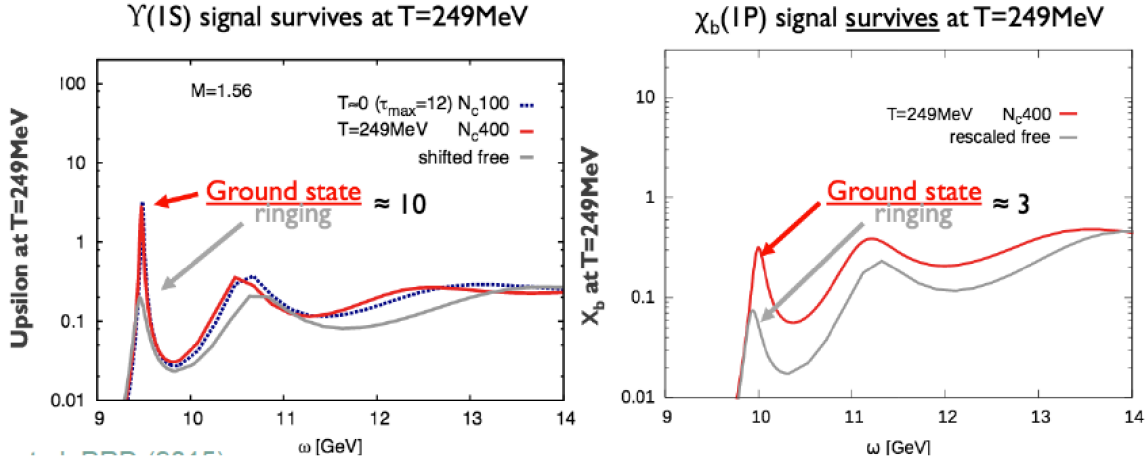 ϒ(1S) signal survives at T=249MeV
Upsilon at T=249MeV
100
10
1
0.1
0.01
M=1.56
T≈0 (τmax=12) Nc100
T=249MeV Nc400
shifted free
Ground state
ringing
≈ 10
9 10 11 12 13 14
ω [GeV]
χb(1P) signal survives at T=249MeV
Xb at T=249MeV
10
1
0.1
0.01
T=249MeV Nc400
rescaled free
Ground state
ringing
≈ 3
9 10 11 12 13 14
ω [GeV]